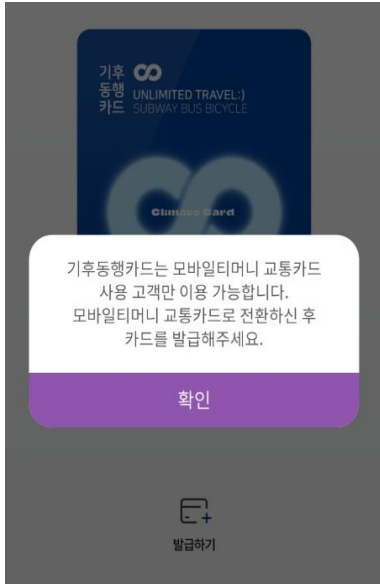 기후
동행
카드
UNLIMITED TRAVEL:)
SUBWAY BUS BICYCLE
Climate Card
기후동행카드는 모바일티머니 교통카드
사용 고객만 이용 가능합니다.
모바일티머니 교통카드로 전환하신 후
카드를 발급해주세요.
확인
발급하기